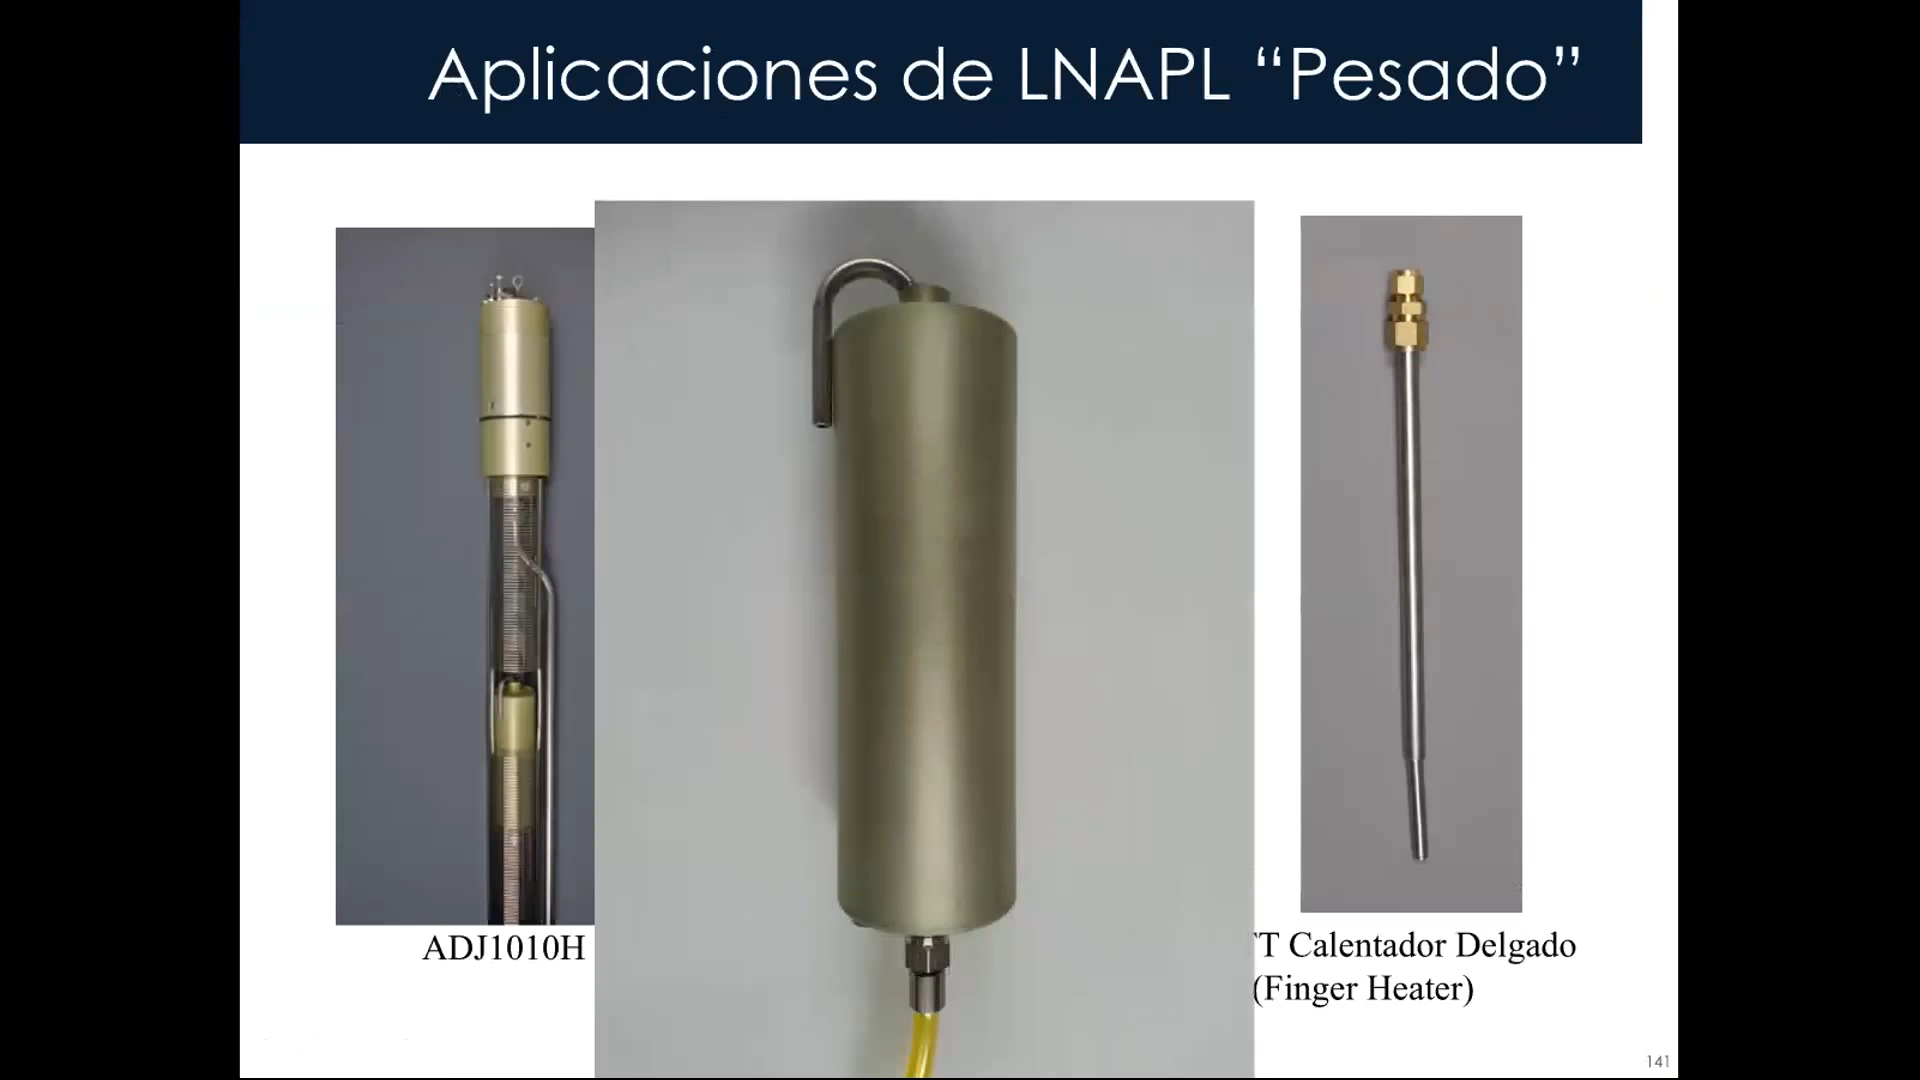 Aplicaciones de LNAPL “Pesado”
ADJ1010H
Calentador Delgado
(Finger Heater)
141